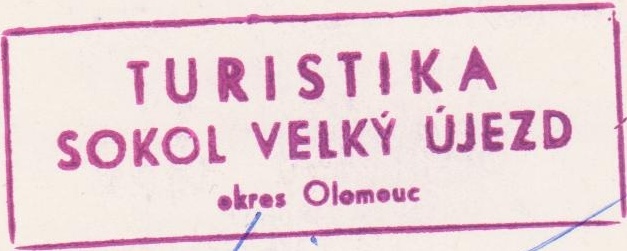 TURISTIKA
SOKOL VELKÝ ÚJEZD
okres Olomouc